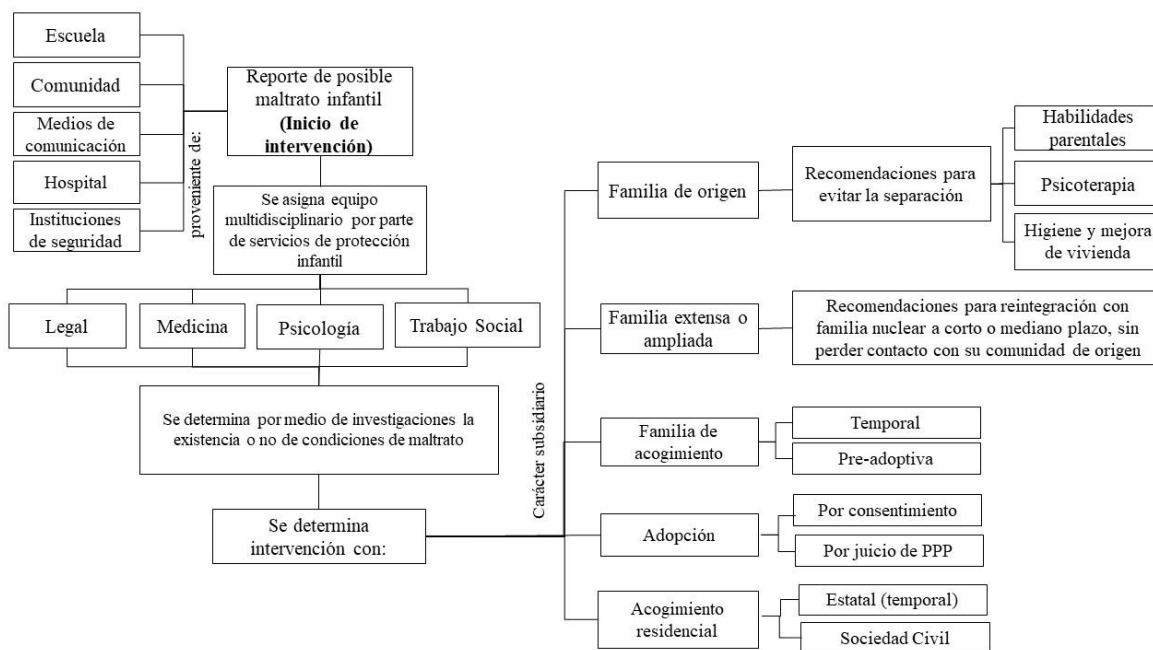 Escuela
Comunidad
Medios de
comunicación
Hospital
Instituciones
de seguridad
proveniente de:
Reporte de posible
maltrato infantil
(Inicio de
intervención)
Se asigna equipo
multidisciplinario por parte
de servicios de protección
infantil
Legal
Medicina
Psicología
Trabajo Social
Se determina por medio de investigaciones la
existencia o no de condiciones de maltrato
Se determina
intervención con:
Carácter subsidiario
Familia de origen
Recomendaciones para
evitar la separación
Habilidades
parentales
Psicoterapia
Higiene y mejora
de vivienda
Familia extensa o
ampliada
Recomendaciones para reintegración con
familia nuclear a corto o mediano plazo, sin
perder contacto con su comunidad de origen
Familia de
acogimiento
Temporal
Pre-adoptiva
Adopción
Por consentimiento
Por juicio de PPP
Acogimiento
residencial
Estatal (temporal)
Sociedad Civil